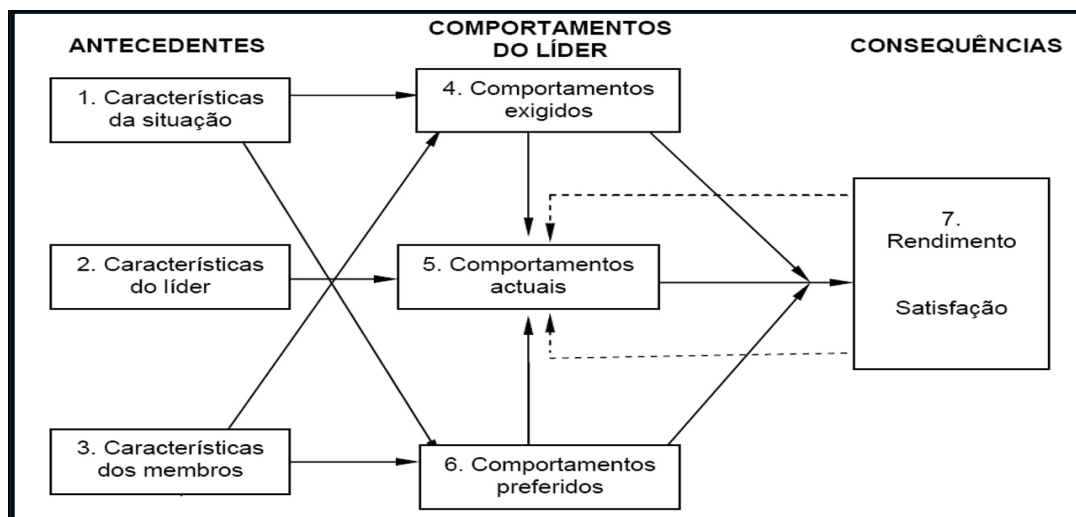 ANTECEDENTES
COMPORTAMENTOS
DO LÍDER
CONSEQUÊNCIAS
1. Características
da situação
4. Comportamentos
exigidos
2. Características
do líder
5. Comportamentos
actuais
7.
Rendimento
Satisfação
3. Características
dos membros
6. Comportamentos
preferidos